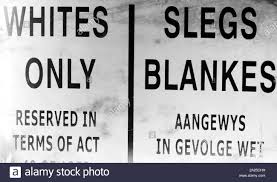 WHITES
ONLY
RESERVED IN
TERMS OF ACT
SLEGS
BLANKES
AANGEWYS
IN GEVOLGE WET
alamy stock photo